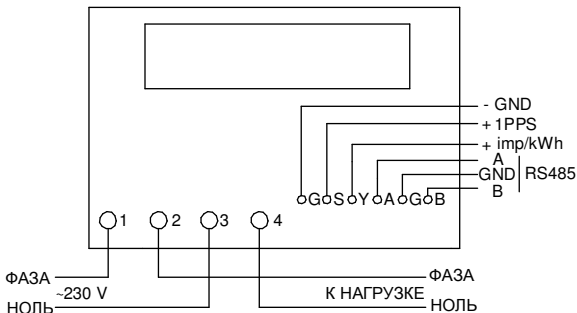 - GND
+ 1PPS
+ imp/kWh
A
GND RS485
B
G S Y A G B
1 2 3 4
ФАЗА ФАЗА
~230 V К НАГРУЗКЕ
НОЛЬ НОЛЬ